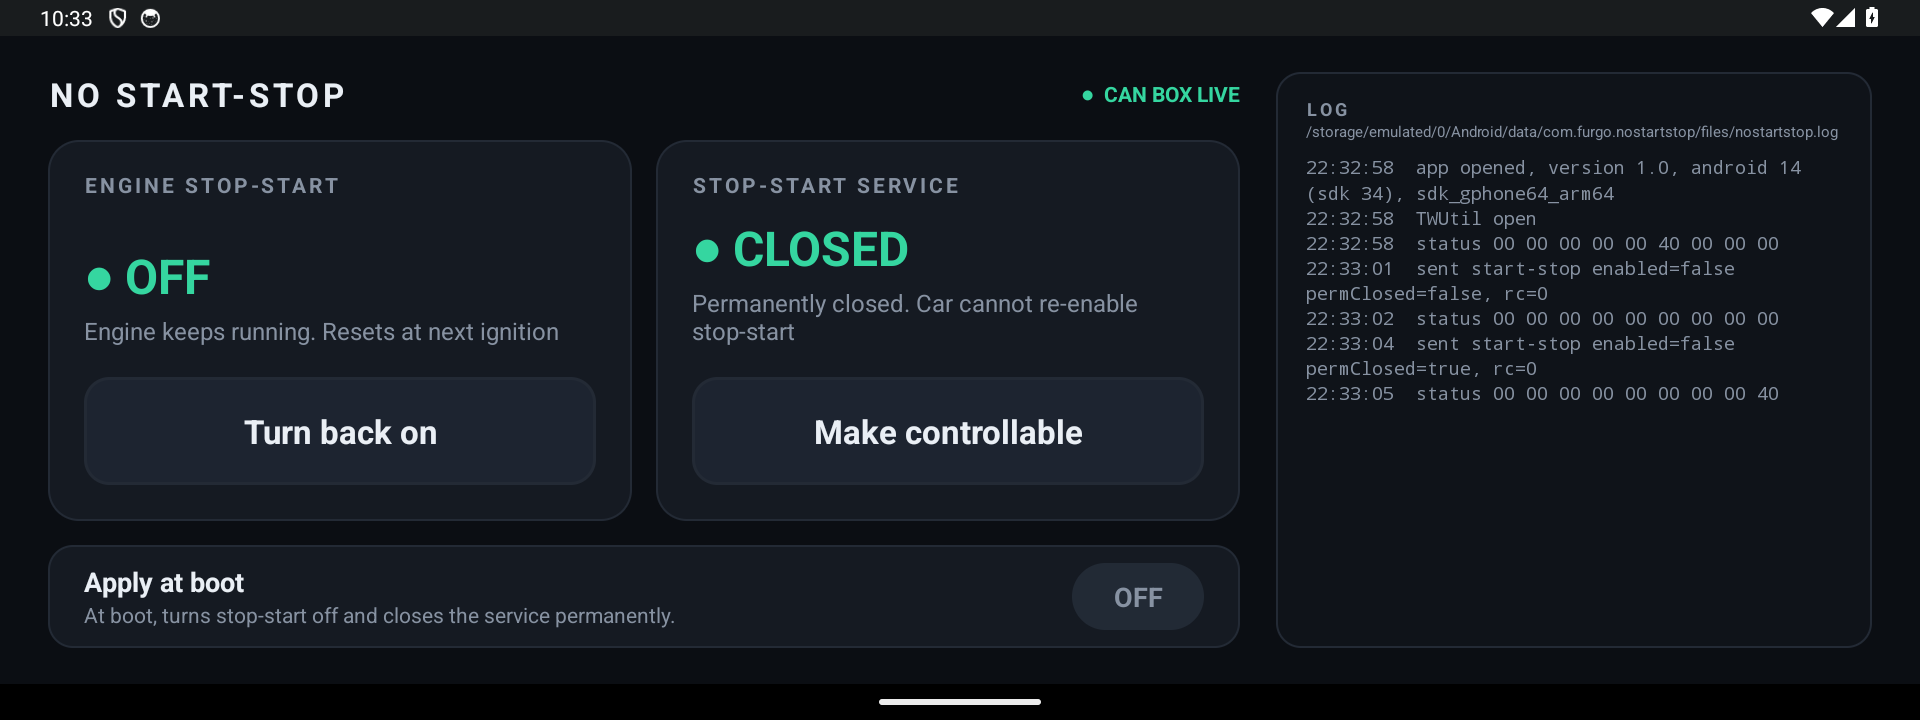 10:33
NO START-STOP
CAN BOX LIVE
ENGINE STOP-START
OFF
Engine keeps running. Resets at next ignition
Turn back on
STOP-START SERVICE
CLOSED
Permanently closed. Car cannot re-enable
stop-start
Make controllable
Apply at boot
At boot, turns stop-start off and closes the service permanently.
OFF
LOG
/storage/emulated/0/Android/data/com.furgo.nostartstop/files/nostartstop.log
22:32:58  app opened, version 1.0, android 14
(sdk 34), sdk_gphone64_arm64
22:32:58  TWUtil open
22:32:58  status 00 00 00 00 00 40 00 00 00
22:33:01  sent start-stop enabled=false
permClosed=false, rc=0
22:33:02  status 00 00 00 00 00 00 00 00 00
22:33:04  sent start-stop enabled=false
permClosed=true, rc=0
22:33:05  status 00 00 00 00 00 00 00 00 40